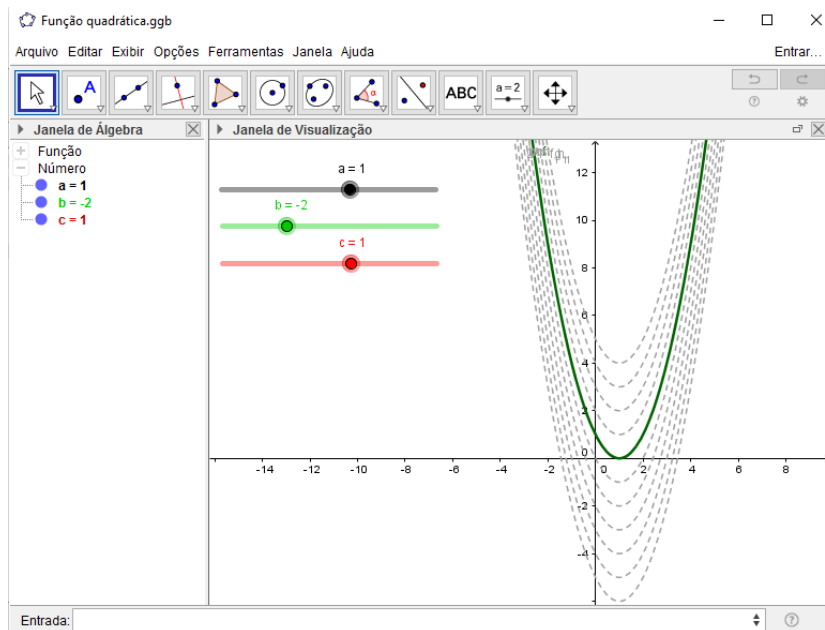 Função quadrática.ggb
Arquivo Editar Exibir Opções Ferramentas Janela Ajuda Entrar...
A α ABC a = 2
Janela de Álgebra
Janela de Visualização
Função
Número
a = 1
b = -2
c = 1
a = 1
b = -2
c = 1
12
10
8
6
4
2
0
-2
-4
-14 -12 -10 -8 -6 -4 -2 0 2 4 6 8
Entrada: